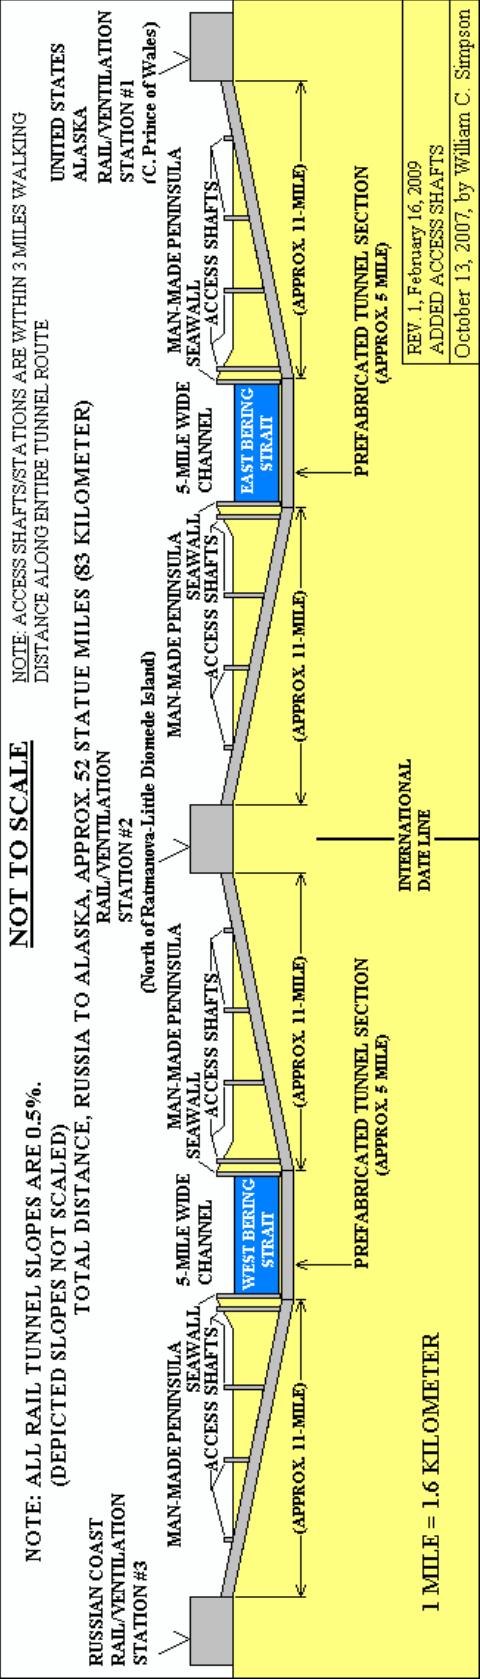 NOTE: ALL RAIL TUNNEL SLOPES ARE 0.5%.
(DEPICTED SLOPES NOT SCALED)
NOT TO SCALE
NOTE: ACCESS SHAFTS/STATIONS ARE WITHIN 3 MILES WALKING
DISTANCE ALONG ENTIRE TUNNEL ROUTE
TOTAL DISTANCE, RUSSIA TO ALASKA, APPROX. 52 STATUE MILES (83 KILOMETER)
RUSSIAN COAST
RAIL/VENTILATION
STATION #3
MAN-MADE PENINSULA
SEAWALL
ACCESS SHAFTS
5-MILE WIDE
CHANNEL
WEST BERING
STRAIT
MAN-MADE PENINSULA
SEAWALL
ACCESS SHAFTS
RAIL/VENTILATION
STATION #2
(North of Ratmanova-Little Diomede Island)
MAN-MADE PENINSULA
SEAWALL
ACCESS SHAFTS
5-MILE WIDE
CHANNEL
EAST BERING
STRAIT
MAN-MADE PENINSULA
SEAWALL
ACCESS SHAFTS
UNITED STATES
ALASKA
RAIL/VENTILATION
STATION #1
(C. Prince of Wales)
(APPROX. 11-MILE)
(APPROX. 11-MILE)
(APPROX. 11-MILE)
(APPROX. 11-MILE)
PREFABRICATED TUNNEL SECTION
(APPROX. 5 MILE)
PREFABRICATED TUNNEL SECTION
(APPROX. 5 MILE)
INTERNATIONAL
DATE LINE
1 MILE = 1.6 KILOMETER
REV. 1, February 16, 2009
ADDED ACCESS SHAFTS
October 13, 2007, by William C. Simpson